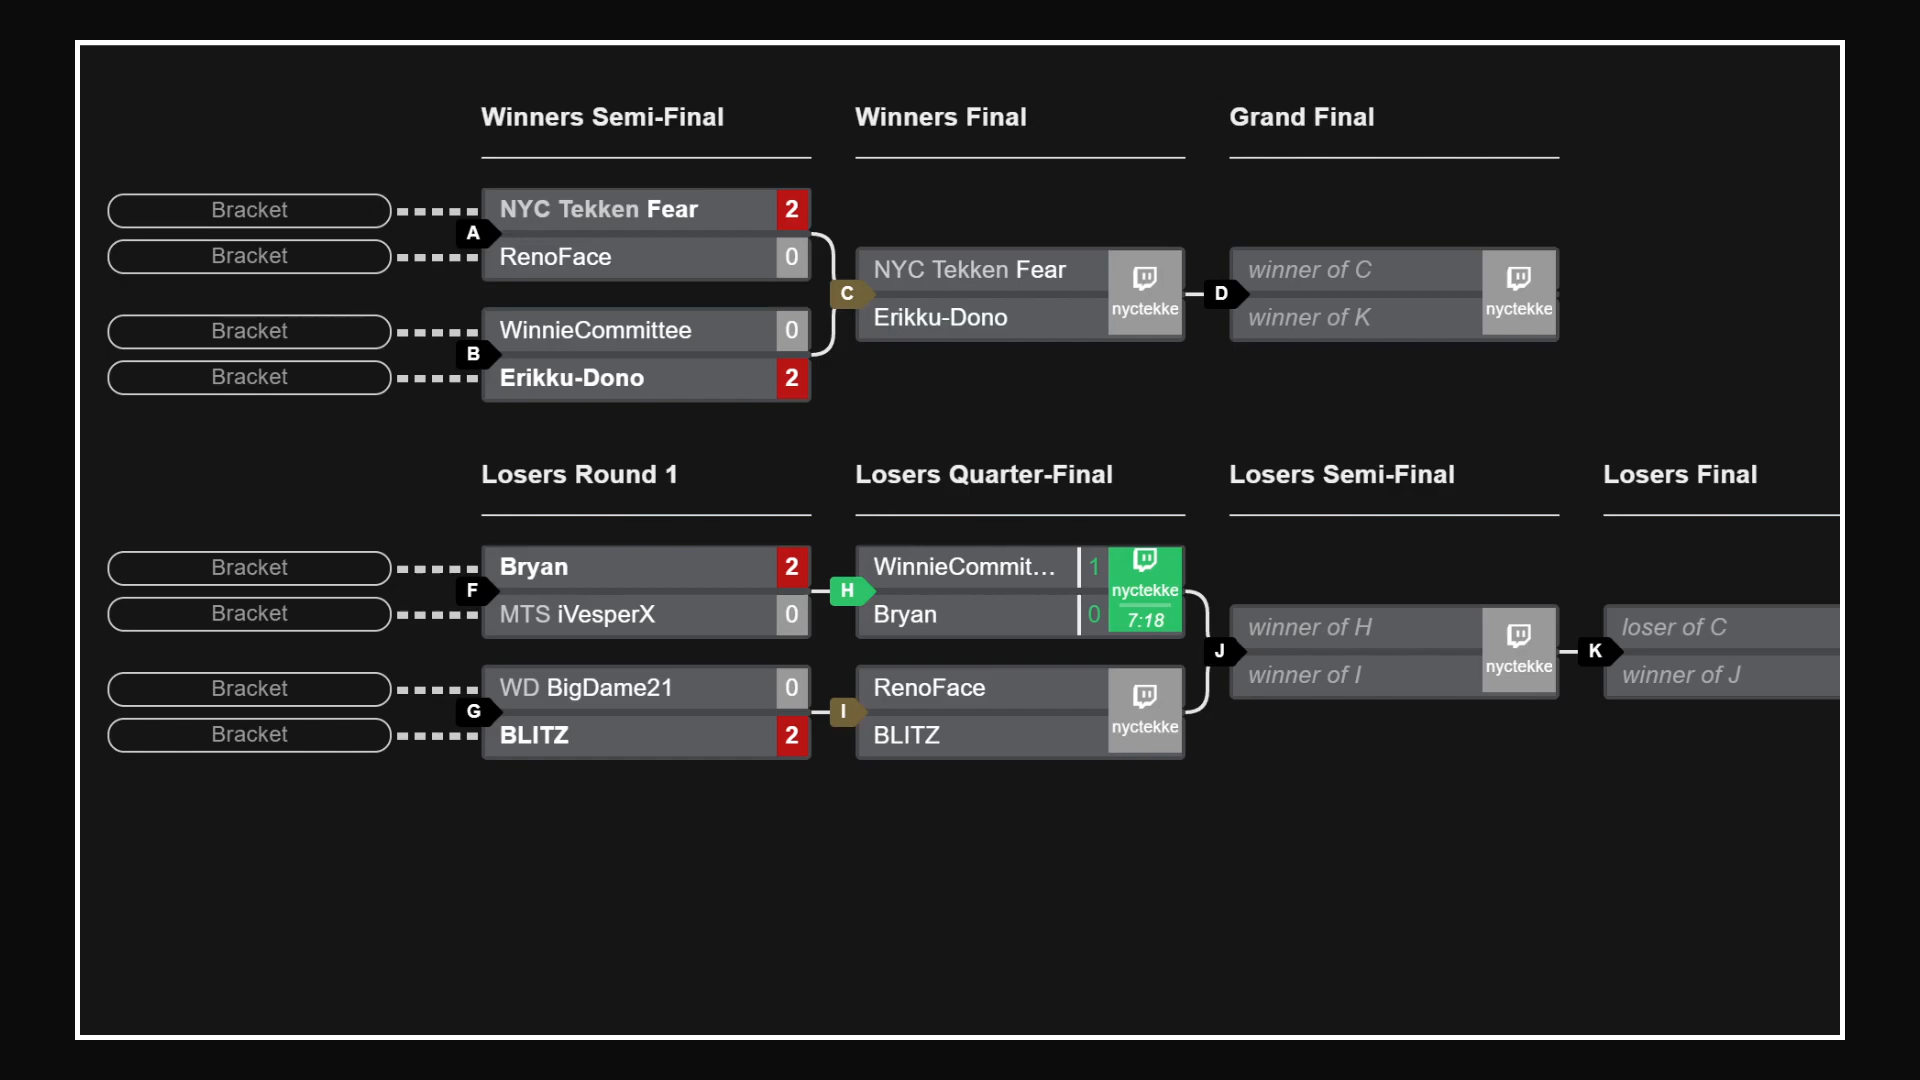 Winners Semi-Final
Winners Final
Grand Final
Bracket
A
NYC Tekken Fear 2
Bracket
RenoFace 0
Bracket
B
WinnieCommittee 0
Bracket
Erikku-Dono 2
C
NYC Tekken Fear
Erikku-Dono
nyctekke
D
winner of C
winner of K
nyctekke
Losers Round 1
Losers Quarter-Final
Losers Semi-Final
Losers Final
Bracket
F
Bryan 2
Bracket
MTS iVesperX 0
Bracket
G
WD BigDame21 0
Bracket
BLITZ 2
H
WinnieCommit... 1
Bryan 0
nyctekke
7:18
I
RenoFace
BLITZ
nyctekke
J
winner of H
winner of I
nyctekke
K
loser of C
winner of J